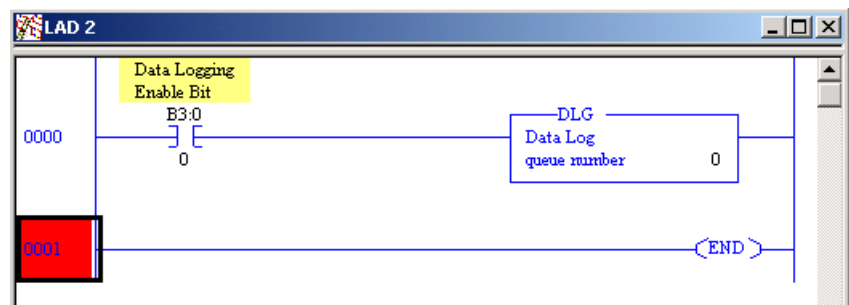 LAD 2
Data Logging
Enable Bit
B3:0
0000
0
DLG
Data Log
queue number 0
0001
END